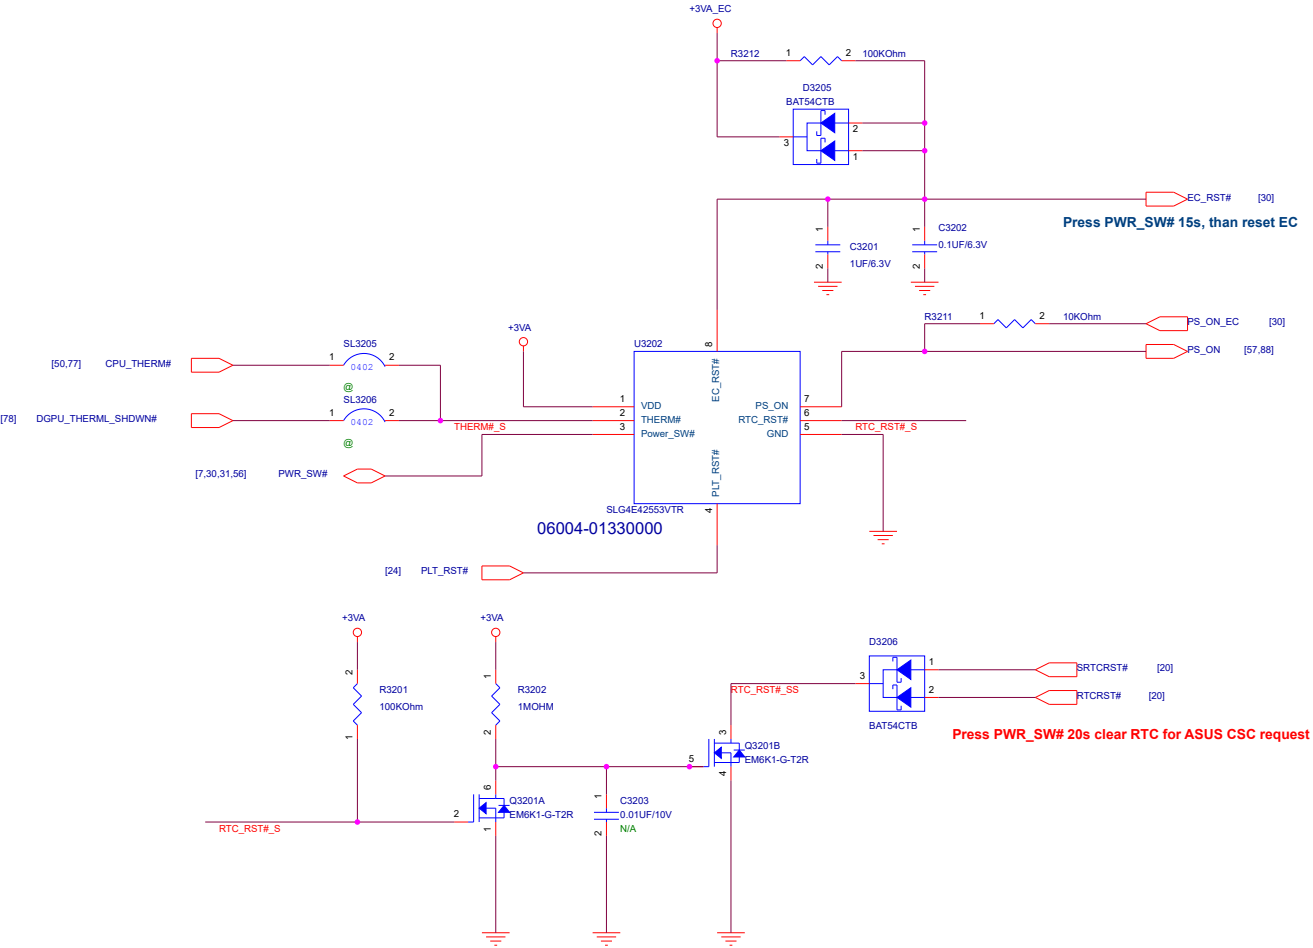 +3VA_EC
R3212 1 2 100KOhm
D3205
BAT54CTB
2
3
1
EC_RST# [30]
Press PWR_SW# 15s, than reset EC
1 C3201
2 1UF/6.3V
1 C3202
2 0.1UF/6.3V
R3211 1 2 10KOhm
PS_ON_EC [30]
PS_ON [57,88]
+3VA
SL3205
[50,77] CPU_THERM# 1 2
0402
@
SL3206
[78] DGPU_THERML_SHDWN# 1 2
0402
@
THERM#_S
[7,30,31,56] PWR_SW#
U3202
8
EC_RST#
1 VDD PS_ON 7
2 THERM# RTC_RST# 6
3 Power_SW# GND 5
RTC_RST#_S
PLT_RST#
4
SLG4E42553VTR
06004-01330000
[24] PLT_RST#
+3VA
+3VA
2
R3201
100KOhm
1
1
R3202
1MOHM
2
D3206
3
1
2
BAT54CTB
SRTCRST# [20]
RTCRST# [20]
Press PWR_SW# 20s clear RTC for ASUS CSC request
RTC_RST#_SS
3
5
Q3201B
EM6K1-G-T2R
4
6
2
Q3201A
EM6K1-G-T2R
1
1
C3203
0.01UF/10V
N/A
2
RTC_RST#_S